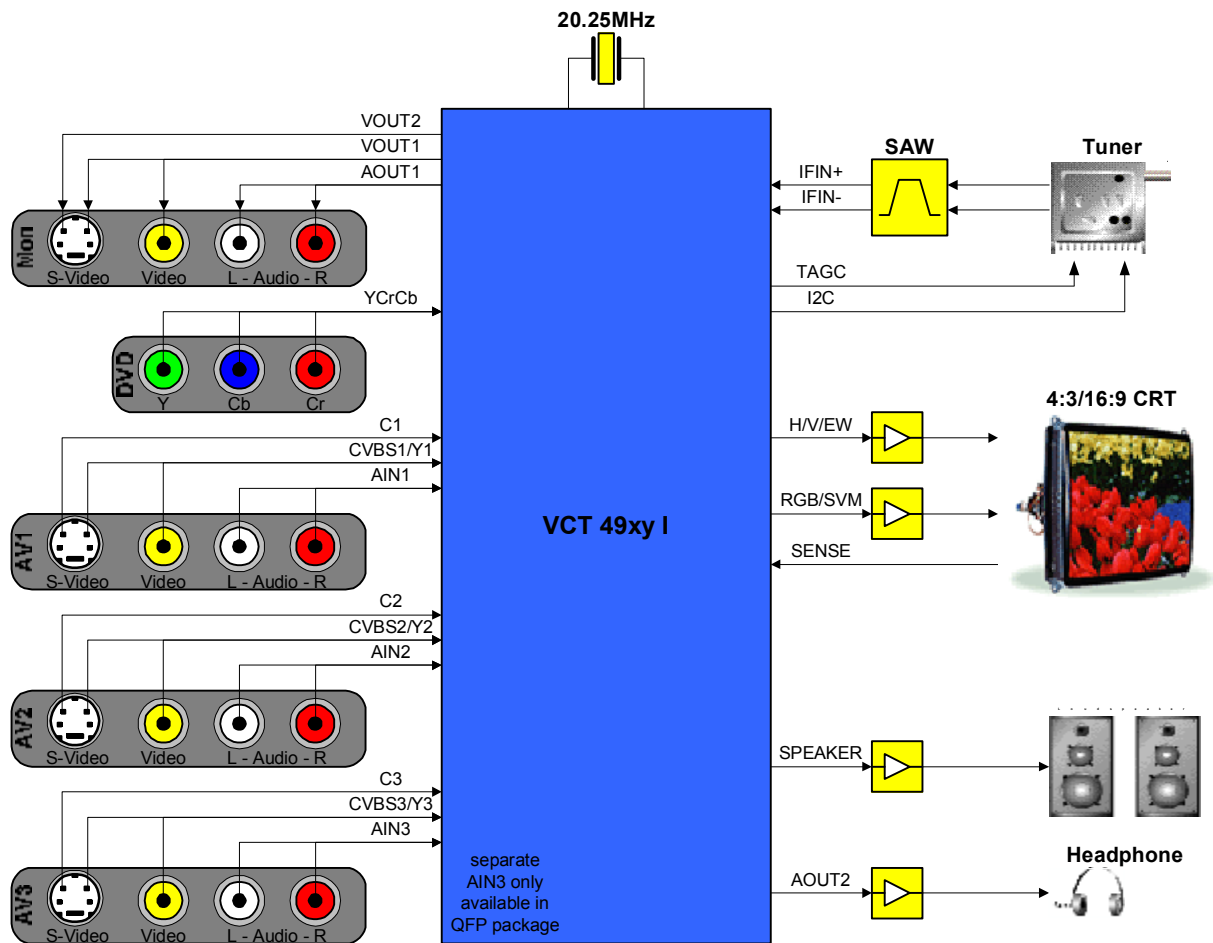 20.25MHz
VOUT2
VOUT1
AOUT1
Mon
S-Video Video L - Audio - R
YCrCb
DVD
Y Cb Cr
C1
CVBS1/Y1
AIN1
AV1
S-Video Video L - Audio - R
C2
CVBS2/Y2
AIN2
AV2
S-Video Video L - Audio - R
C3
CVBS3/Y3
AIN3
AV3
S-Video Video L - Audio - R
VCT 49xy I
separate
AIN3 only
available in
QFP package
SAW
Tuner
IFIN+
IFIN-
TAGC
I2C
4:3/16:9 CRT
H/V/EW
RGB/SVM
SENSE
SPEAKER
Headphone
AOUT2